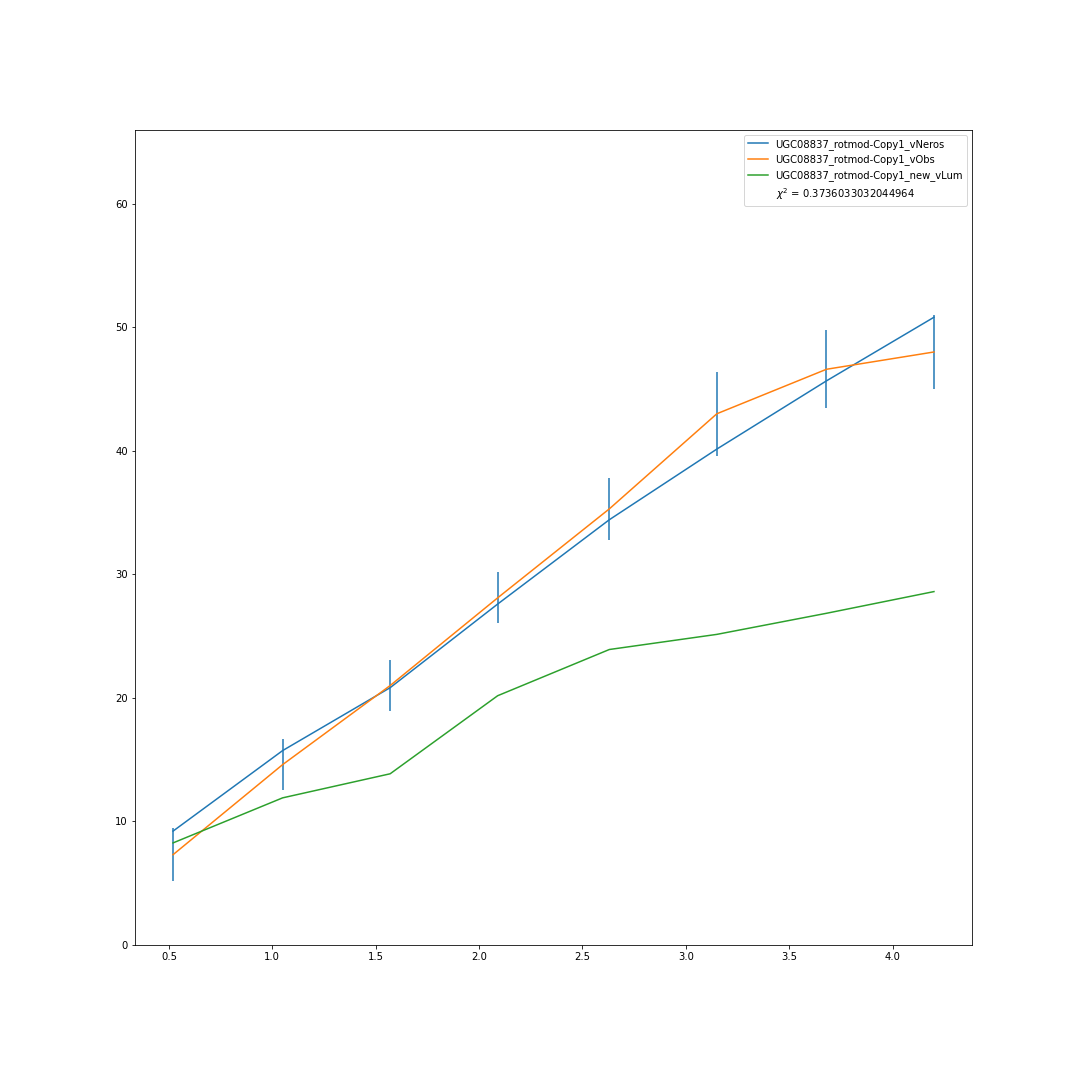 UGC08837_rotmod-Copy1_vNeros
UGC08837_rotmod-Copy1_vObs
UGC08837_rotmod-Copy1_new_vLum
χ² = 0.3736033032044964
60
50
40
30
20
10
0
0.5 1.0 1.5 2.0 2.5 3.0 3.5 4.0